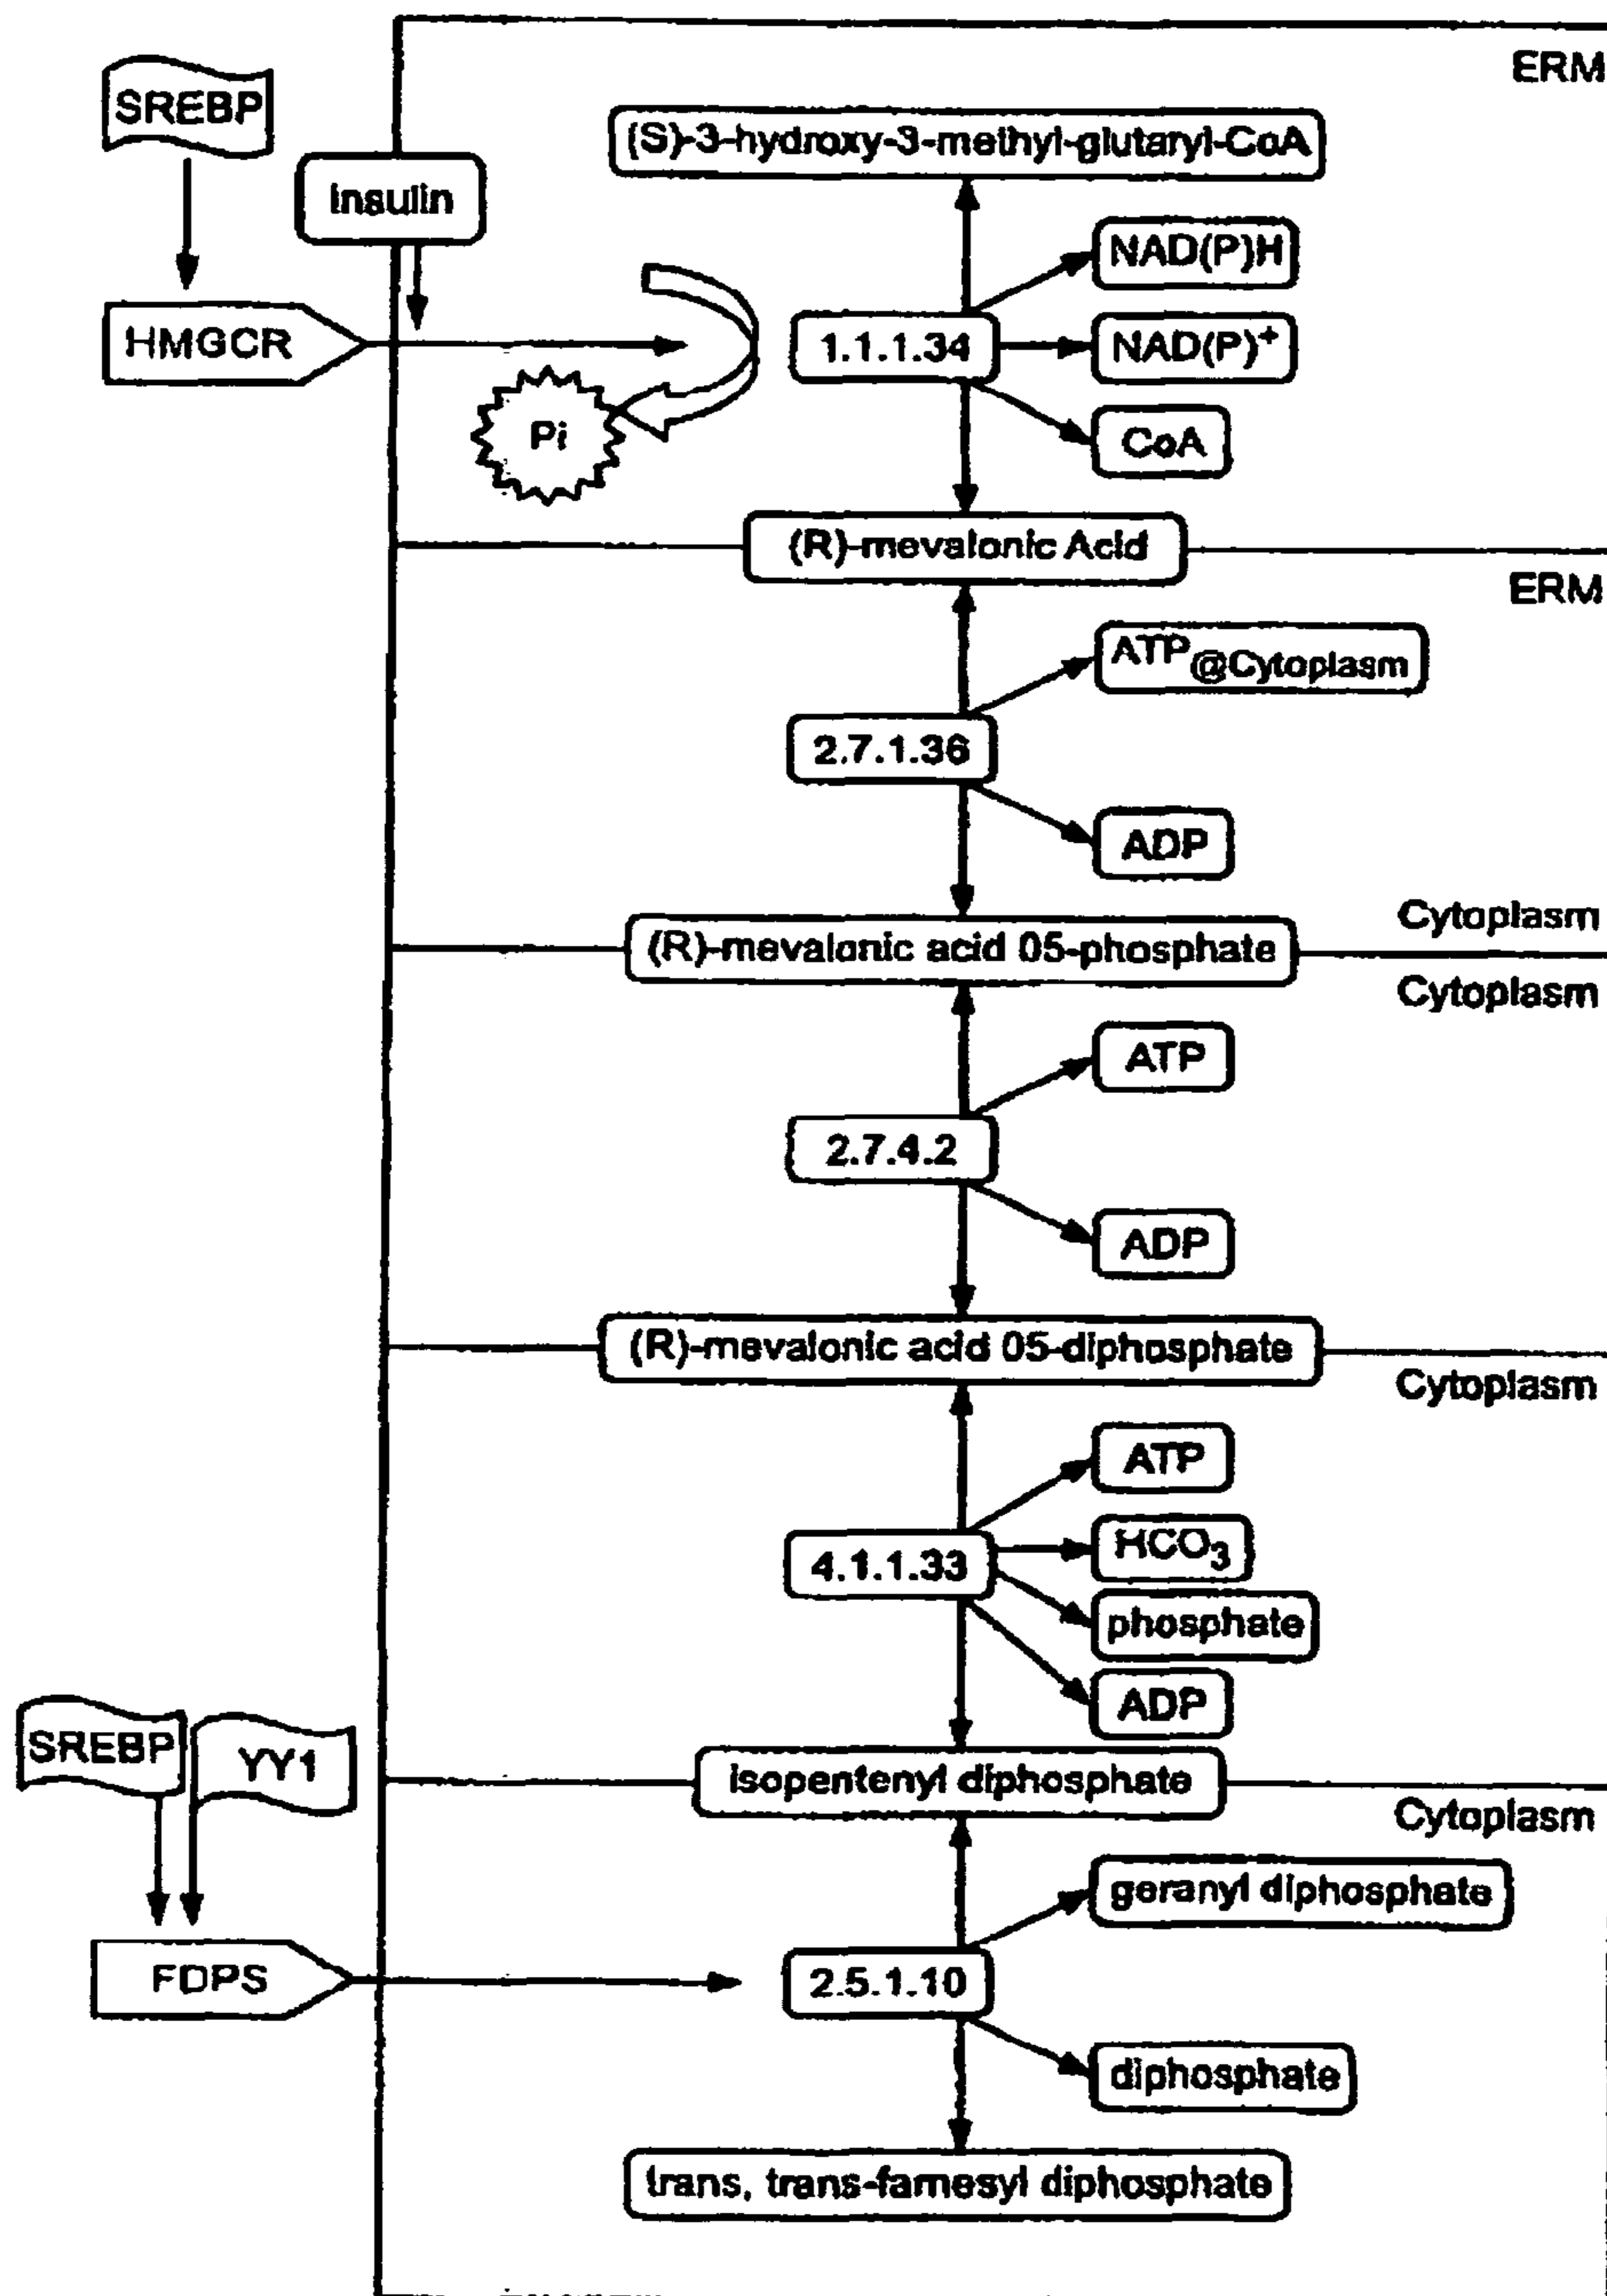 ERM
SREBP
(S)-3-hydroxy-3-methyl-glutaryl-CoA
Insulin
NAD(P)H
HMGCR
1.1.1.34
NAD(P)+
Pi
CoA
(R)-mevalonic Acid
ERM
ATP@Cytoplasm
2.7.1.36
ADP
Cytoplasm
(R)-mevalonic acid 05-phosphate
Cytoplasm
ATP
2.7.4.2
ADP
(R)-mevalonic acid 05-diphosphate
Cytoplasm
ATP
HCO3
4.1.1.33
phosphate
ADP
SREBP
YY1
isopentenyl diphosphate
Cytoplasm
geranyl diphosphate
FDPS
2.5.1.10
diphosphate
trans, trans-farnesyl diphosphate